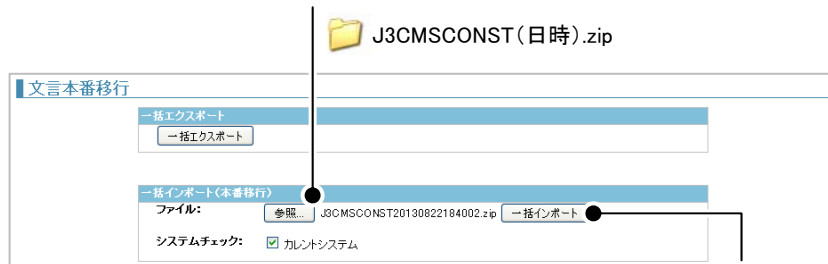 J3CMSCONST(日時).zip
文言本番移行
一括エクスポート
一括エクスポート
一括インポート(本番移行)
ファイル: 参照... J3CMSCONST20130822184002.zip 一括インポート
システムチェック: カレントシステム